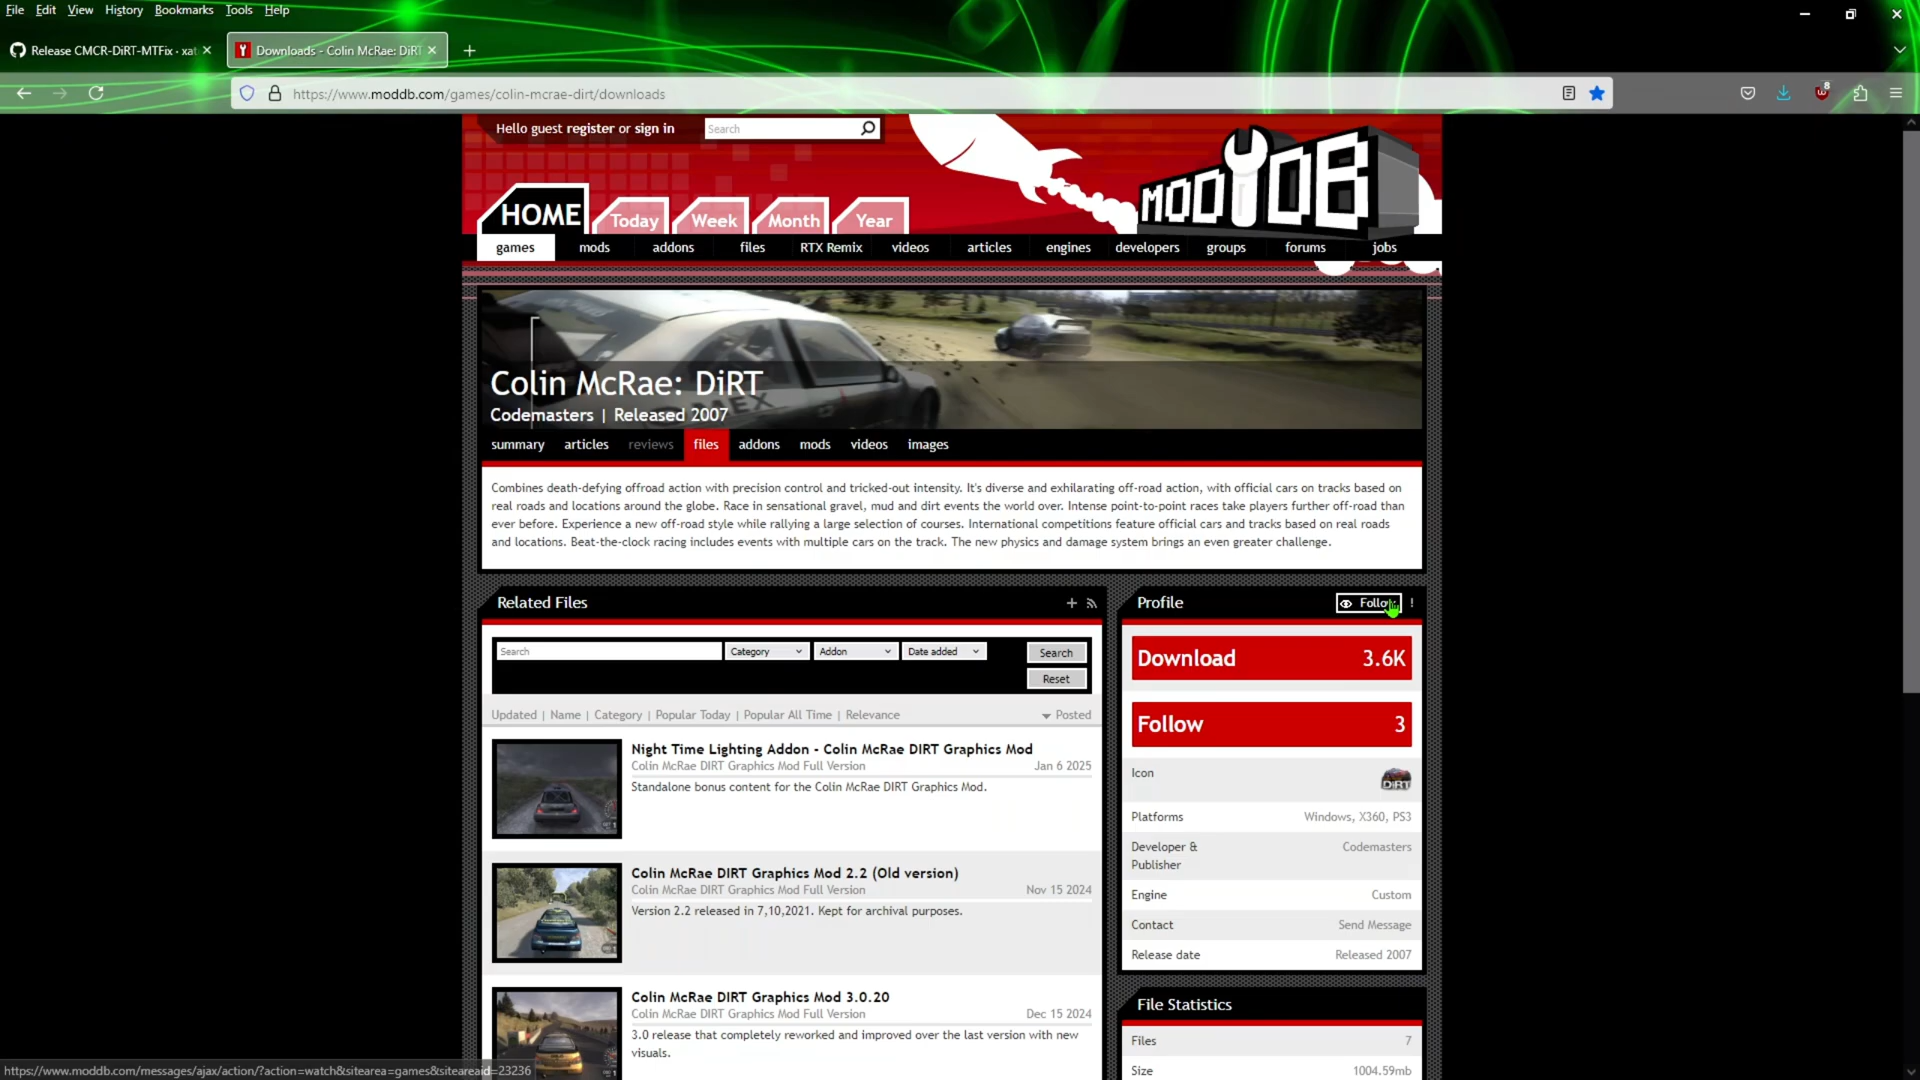 File Edit View History Bookmarks Tools Help
Release CMCR-DiRT-MTFix · xat
Downloads - Colin McRae: DiRT
https://www.moddb.com/games/colin-mcrae-dirt/downloads
8
Hello guest register or sign in
Search
MODDB
HOME Today Week Month Year
games mods addons files RTX Remix videos articles engines developers groups forums jobs
Colin McRae: DiRT
Codemasters | Released 2007
summary articles reviews files addons mods videos images
Combines death-defying offroad action with precision control and tricked-out intensity. It's diverse and exhilarating off-road action, with official cars on tracks based on
real roads and locations around the globe. Race in sensational gravel, mud and dirt events the world over. Intense point-to-point races take players further off-road than
ever before. Experience a new off-road style while rallying a large selection of courses. International competitions feature official cars and tracks based on real roads
and locations. Beat-the-clock racing includes events with multiple cars on the track. The new physics and damage system brings an even greater challenge.
Related Files
Search Category Addon Date added Search
Reset
Updated | Name | Category | Popular Today | Popular All Time | Relevance Posted
Night Time Lighting Addon - Colin McRae DIRT Graphics Mod
Colin McRae DIRT Graphics Mod Full Version Jan 6 2025
Standalone bonus content for the Colin McRae DIRT Graphics Mod.
Colin McRae DIRT Graphics Mod 2.2 (Old version)
Colin McRae DIRT Graphics Mod Full Version Nov 15 2024
Version 2.2 released in 7,10,2021. Kept for archival purposes.
Colin McRae DIRT Graphics Mod 3.0.20
Colin McRae DIRT Graphics Mod Full Version Dec 15 2024
3.0 release that completely reworked and improved over the last version with new
visuals.
Profile
Follow
Download 3.6K
Follow 3
Icon DiRT
Platforms Windows, X360, PS3
Developer & Codemasters
Publisher
Engine Custom
Contact Send Message
Release date Released 2007
File Statistics
Files 7
Size 1004.59mb
https://www.moddb.com/messages/ajax/action/?action=watch&sitearea=games&siteareaid=23236